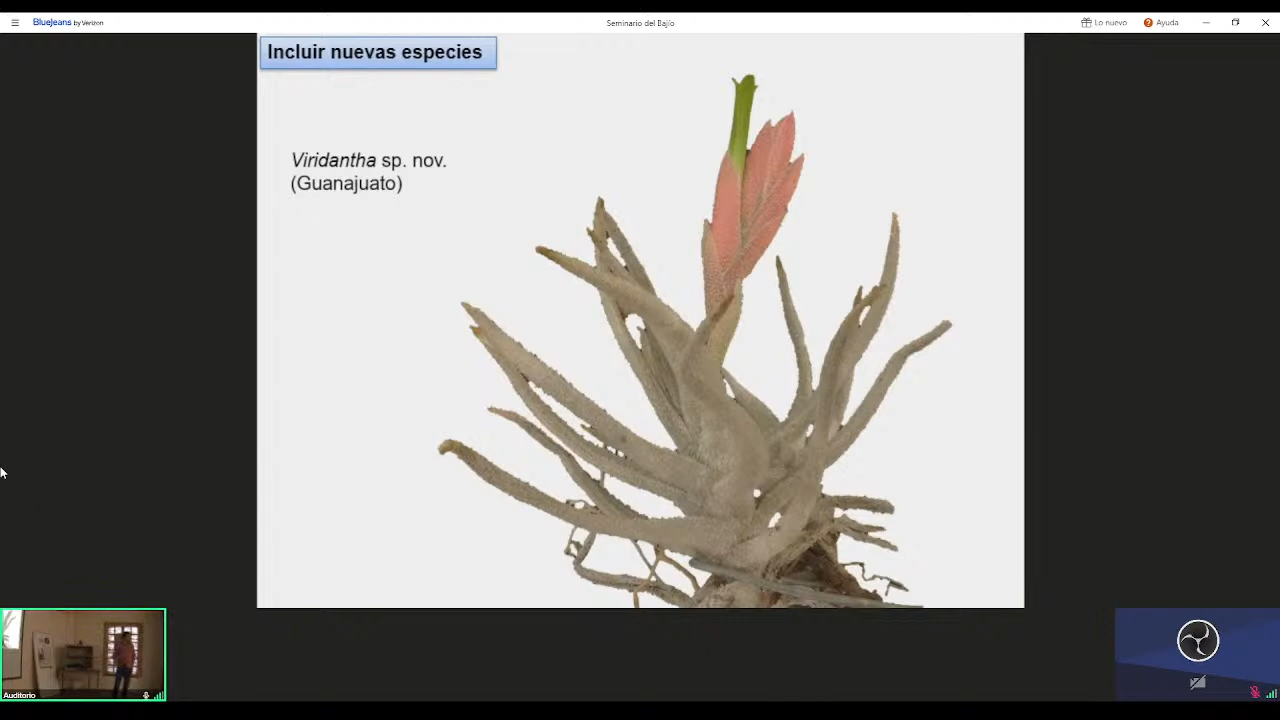 BlueJeans by Verizon
Seminario del Bajío
Lo nuevo
Ayuda
Incluir nuevas especies
Viridantha sp. nov.
(Guanajuato)
Auditorio